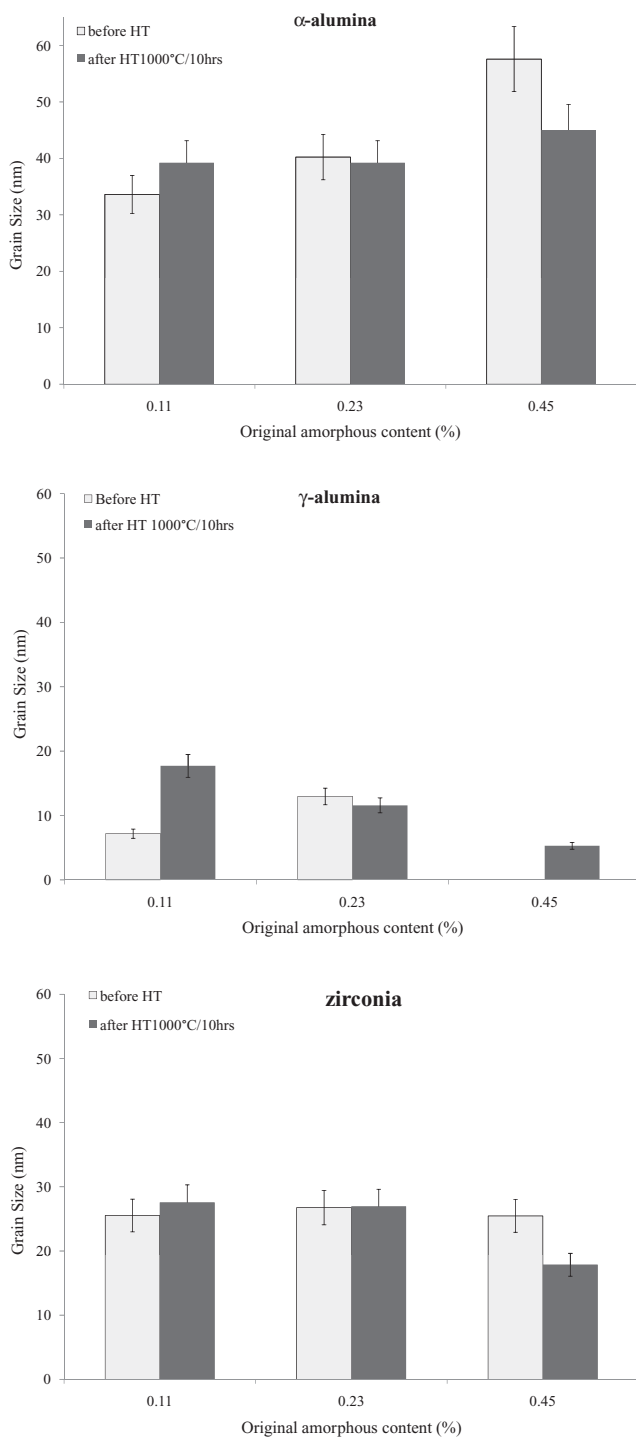 α-alumina
before HT
after HT1000°C/10hrs
60
50
40
30
20
10
0
Grain Size (nm)
0.11 0.23 0.45
Original amorphous content (%)
γ-alumina
Before HT
after HT 1000°C/10hrs
60
50
40
30
20
10
0
Grain Size (nm)
0.11 0.23 0.45
Original amorphous content (%)
zirconia
before HT
after HT1000°C/10hrs
60
50
40
30
20
10
0
Grain Size (nm)
0.11 0.23 0.45
Original amorphous content (%)